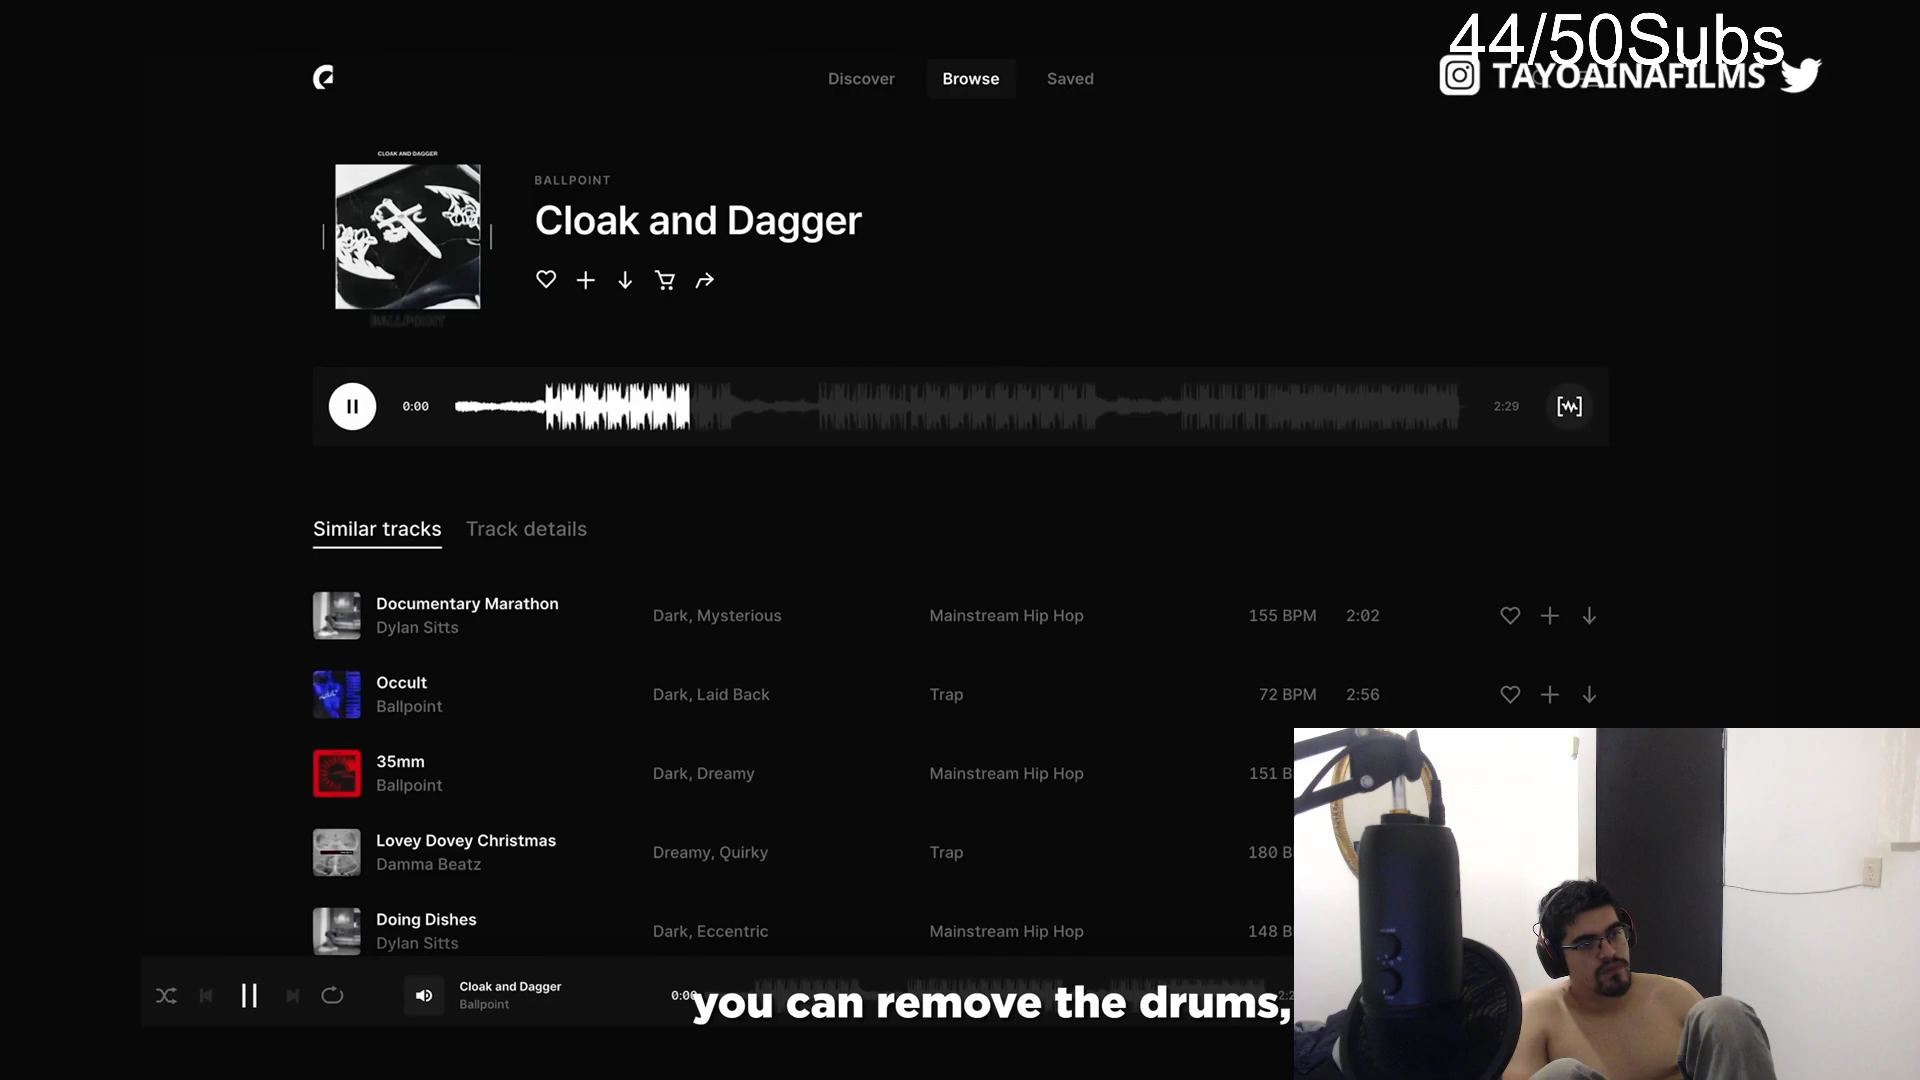 44/50Subs
TAYOAINAFILMS
Discover Browse Saved
CLOAK AND DAGGER
BALLPOINT
BALLPOINT
Cloak and Dagger
0:00 2:29
Similar tracks Track details
Documentary Marathon
Dylan Sitts
Dark, Mysterious Mainstream Hip Hop 155 BPM 2:02
Occult
Ballpoint
Dark, Laid Back Trap 72 BPM 2:56
35mm
Ballpoint
Dark, Dreamy Mainstream Hip Hop 151 B
Lovey Dovey Christmas
Damma Beatz
Dreamy, Quirky Trap 180 B
Doing Dishes
Dylan Sitts
Dark, Eccentric Mainstream Hip Hop 148 B
Cloak and Dagger
Ballpoint
0:00
you can remove the drums,